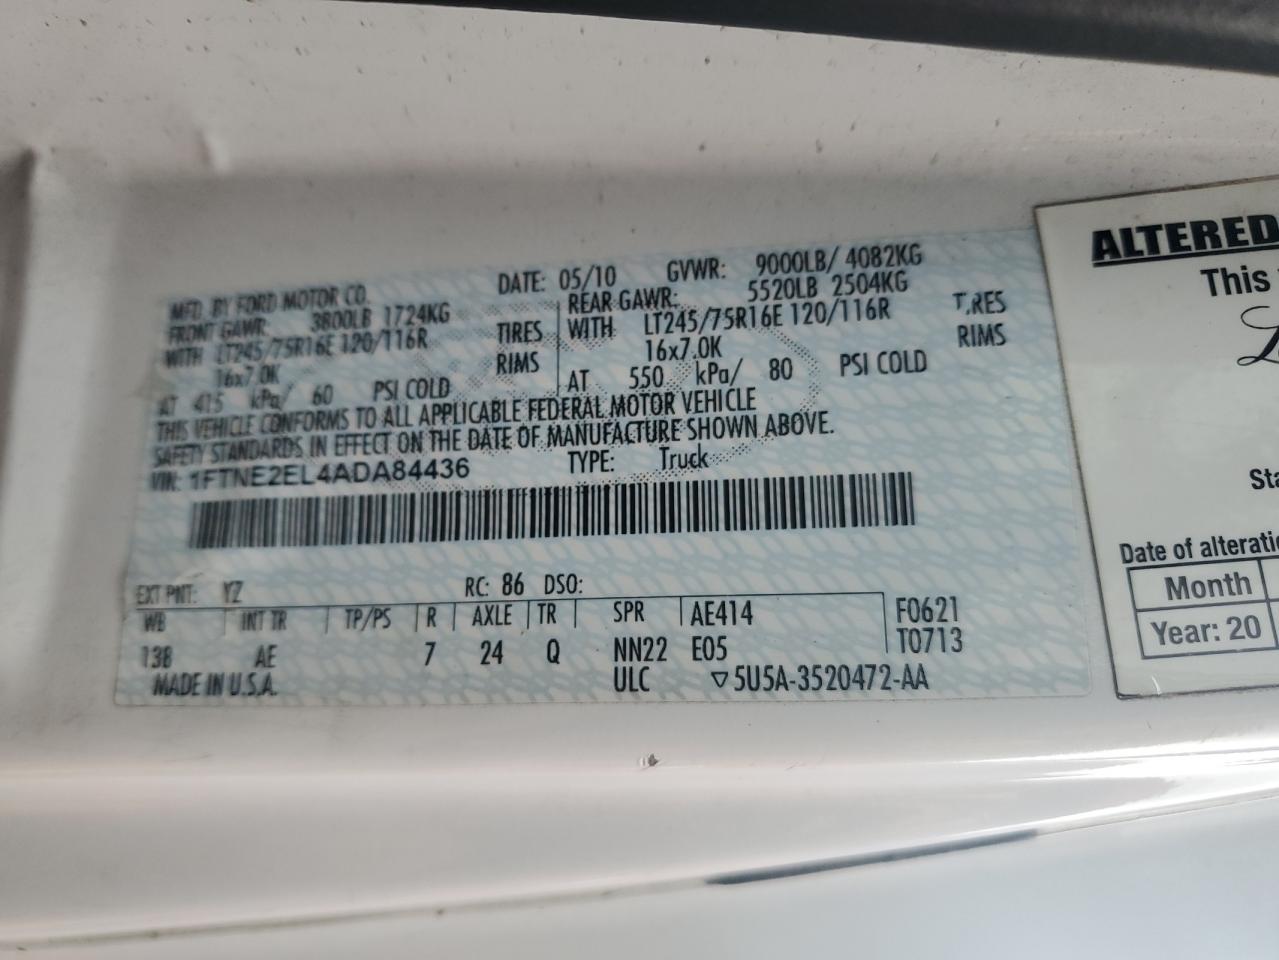 MFD. BY FORD MOTOR CO. DATE: 05/10 GVWR: 9000LB/ 4082KG
FRONT GAWR: 3800LB 1724KG REAR GAWR: 5520LB 2504KG
WITH LT245/75R16E 120/116R TIRES WITH LT245/75R16E 120/116R TIRES
16x7.0K RIMS 16x7.0K RIMS
AT 415 kPa/ 60 PSI COLD AT 550 kPa/ 80 PSI COLD
THIS VEHICLE CONFORMS TO ALL APPLICABLE FEDERAL MOTOR VEHICLE
SAFETY STANDARDS IN EFFECT ON THE DATE OF MANUFACTURE SHOWN ABOVE.
VIN: 1FTNE2EL4ADA84436 TYPE: Truck
EXT PNT: YZ RC: 86 DSO:
WB INT TR TP/PS R AXLE TR SPR AE414 F0621
138 AE 7 24 Q NN22 E05 T0713
MADE IN U.S.A. ULC ▽5U5A-3520472-AA
ALTERED
This
Sta
Date of alterati
Month
Year: 20